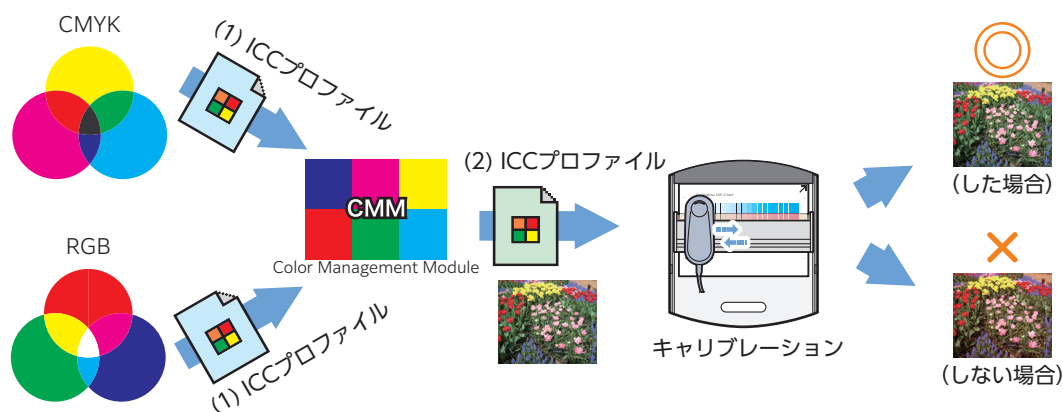 CMYK
(1) ICCプロファイル
RGB
(1) ICCプロファイル
CMM
Color Management Module
(2) ICCプロファイル
キャリブレーション
(した場合)
(しない場合)